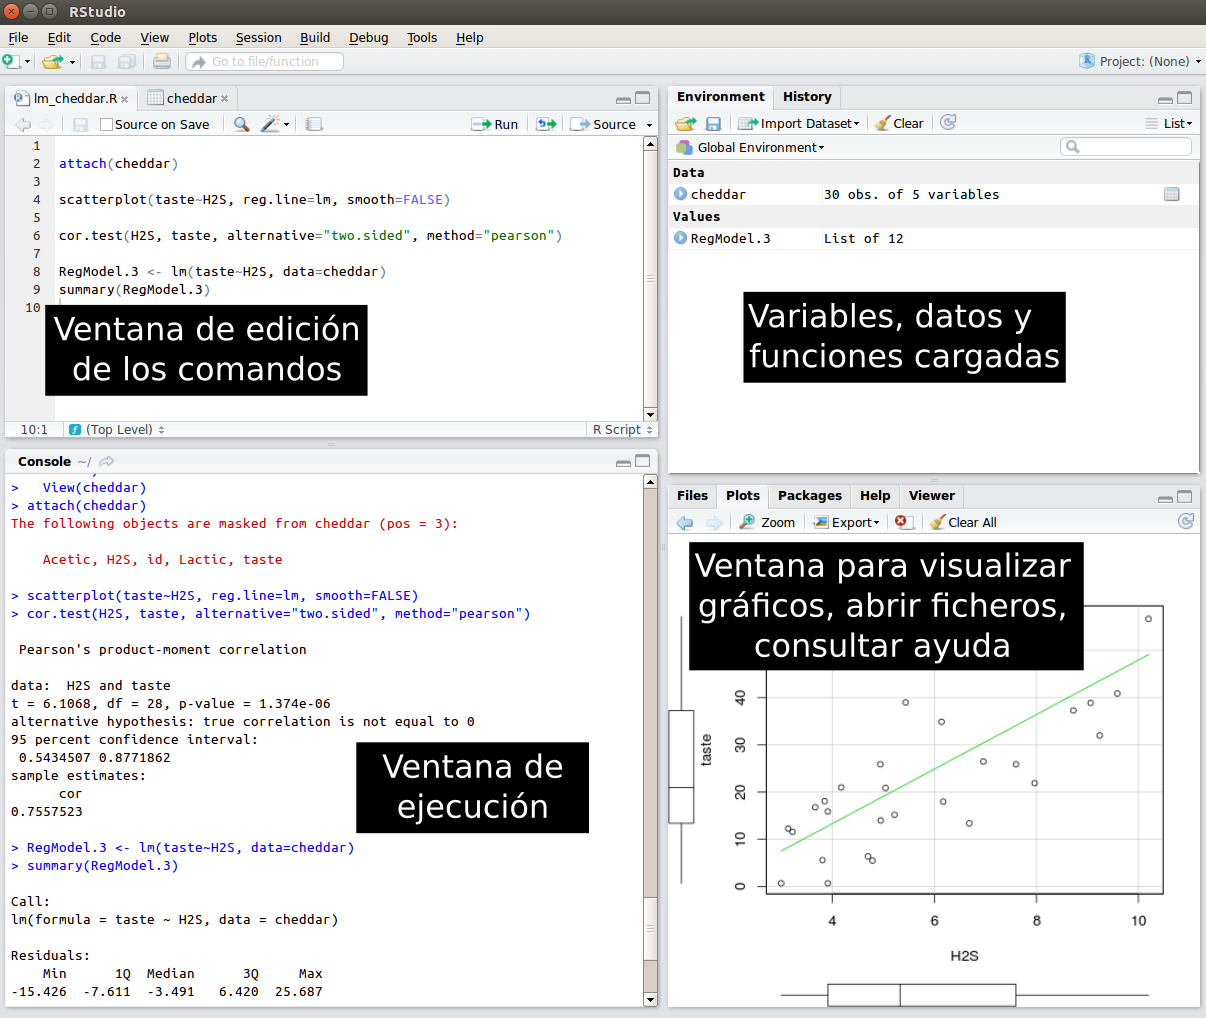 RStudio
File Edit Code View Plots Session Build Debug Tools Help
Go to file/function
Project: (None)
lm_cheddar.R
cheddar
Source on Save
Run
Source
1
2 attach(cheddar)
3
4 scatterplot(taste~H2S, reg.line=lm, smooth=FALSE)
5
6 cor.test(H2S, taste, alternative="two.sided", method="pearson")
7
8 RegModel.3 <- lm(taste~H2S, data=cheddar)
9 summary(RegModel.3)
10
Ventana de edición
de los comandos
10:1 (Top Level) R Script
Console ~/
> View(cheddar)
> attach(cheddar)
The following objects are masked from cheddar (pos = 3):
Acetic, H2S, id, Lactic, taste
> scatterplot(taste~H2S, reg.line=lm, smooth=FALSE)
> cor.test(H2S, taste, alternative="two.sided", method="pearson")
Pearson's product-moment correlation
data: H2S and taste
t = 6.1068, df = 28, p-value = 1.374e-06
alternative hypothesis: true correlation is not equal to 0
95 percent confidence interval:
0.5434507 0.8771862
sample estimates:
cor
0.7557523
Ventana de
ejecución
> RegModel.3 <- lm(taste~H2S, data=cheddar)
> summary(RegModel.3)
Call:
lm(formula = taste ~ H2S, data = cheddar)
Residuals:
Min 1Q Median 3Q Max
-15.426 -7.611 -3.491 6.420 25.687
Environment History
Import Dataset Clear List
Global Environment
Data
cheddar 30 obs. of 5 variables
Values
RegModel.3 List of 12
Variables, datos y
funciones cargadas
Files Plots Packages Help Viewer
Zoom Export Clear All
Ventana para visualizar
gráficos, abrir ficheros,
consultar ayuda
taste
40
30
20
10
0
4 6 8 10
H2S